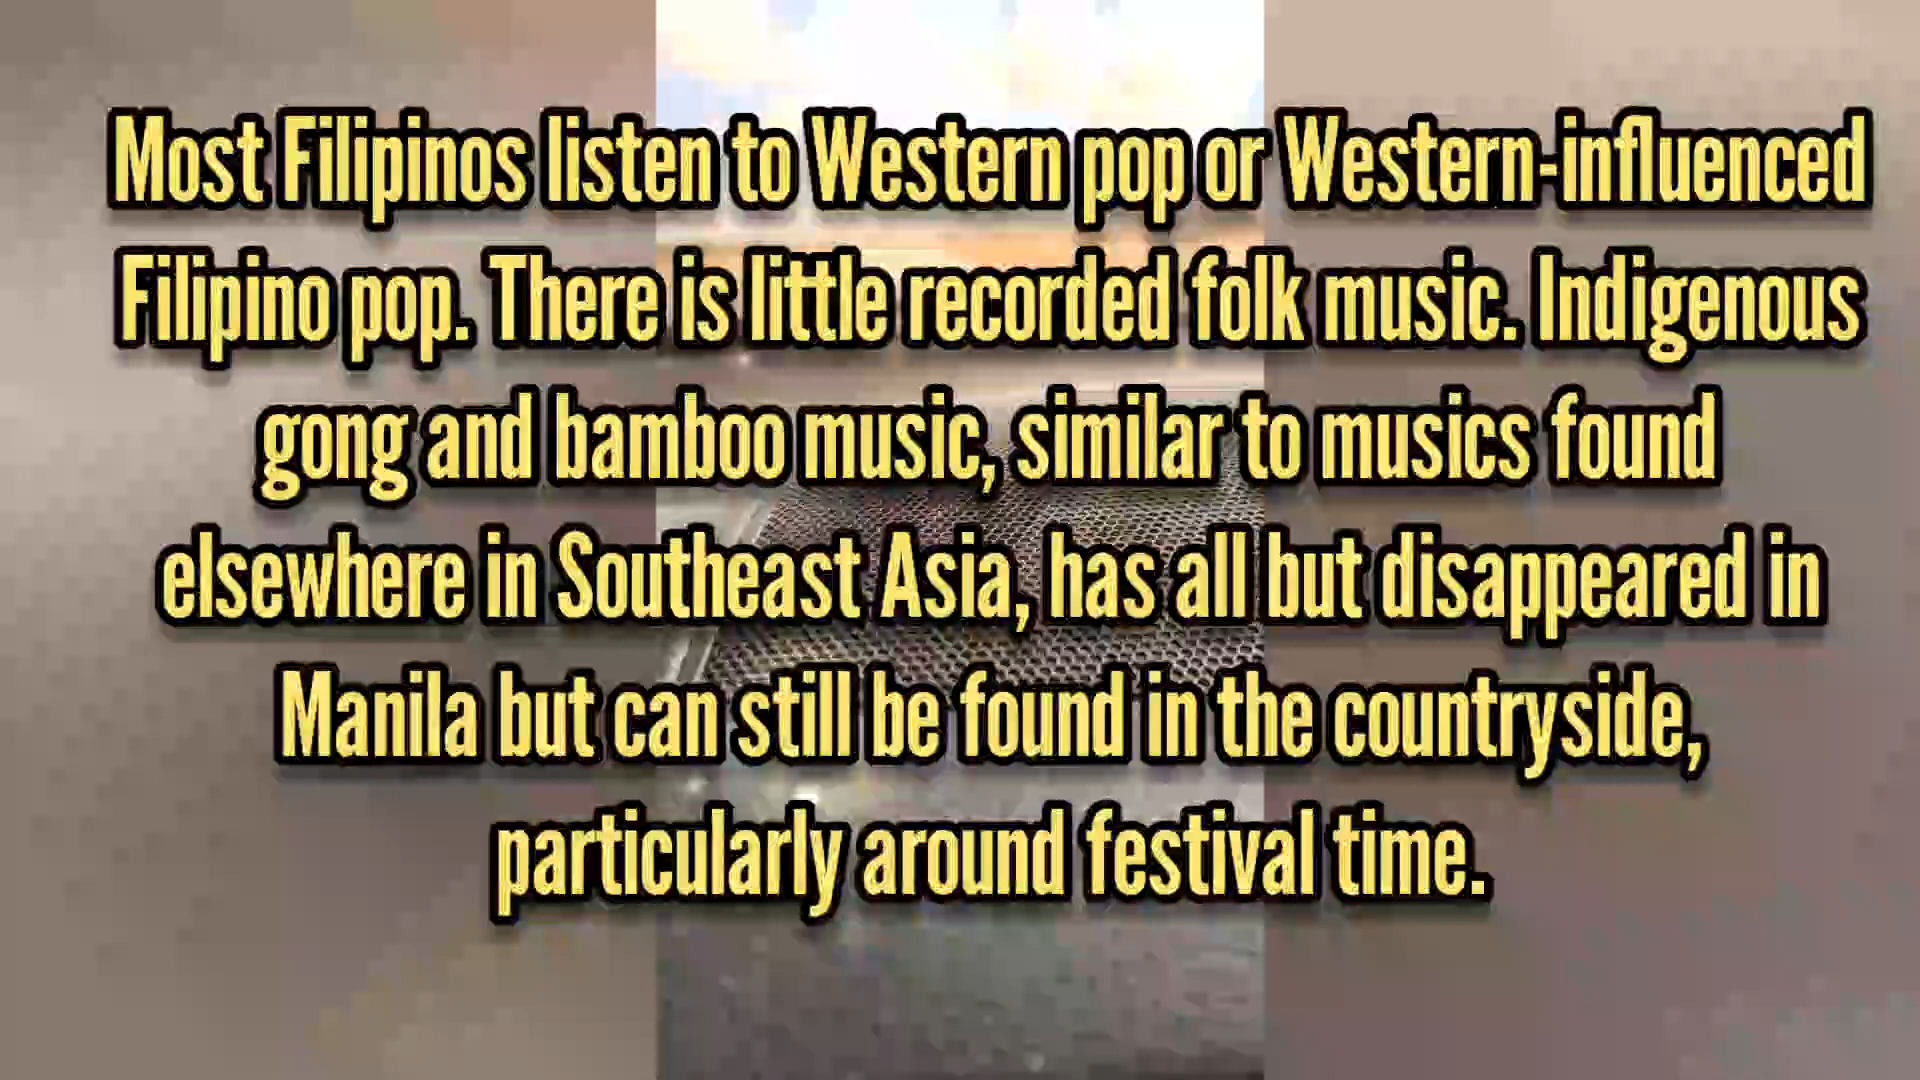 Most Filipinos listen to Western pop or Western-influenced
Filipino pop. There is little recorded folk music. Indigenous
gong and bamboo music, similar to musics found
elsewhere in Southeast Asia, has all but disappeared in
Manila but can still be found in the countryside,
particularly around festival time.